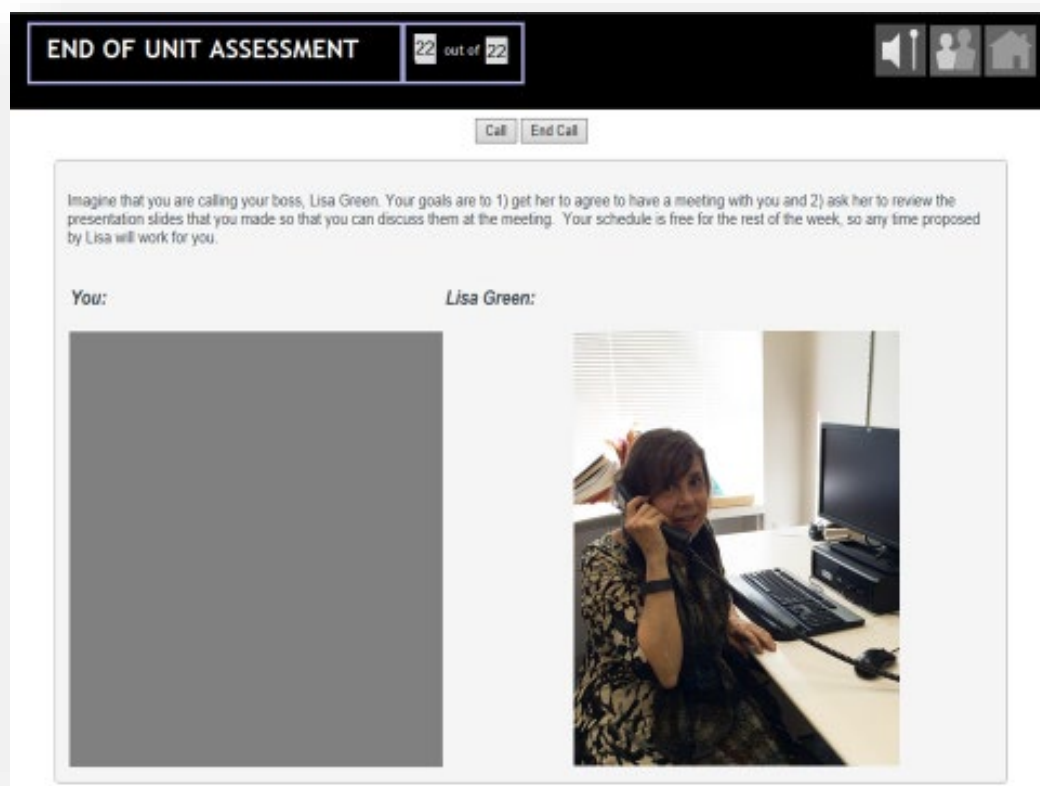 END OF UNIT ASSESSMENT
22 out of 22
Call End Call
Imagine that you are calling your boss, Lisa Green. Your goals are to 1) get her to agree to have a meeting with you and 2) ask her to review the
presentation slides that you made so that you can discuss them at the meeting. Your schedule is free for the rest of the week, so any time proposed
by Lisa will work for you.
You:
Lisa Green: